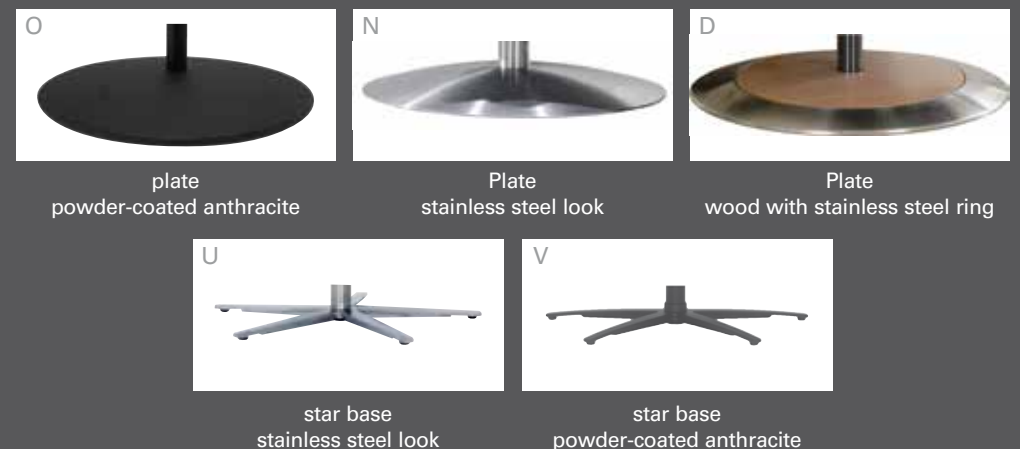 O
plate
powder-coated anthracite
N
Plate
stainless steel look
D
Plate
wood with stainless steel ring
U
star base
stainless steel look
V
star base
powder-coated anthracite